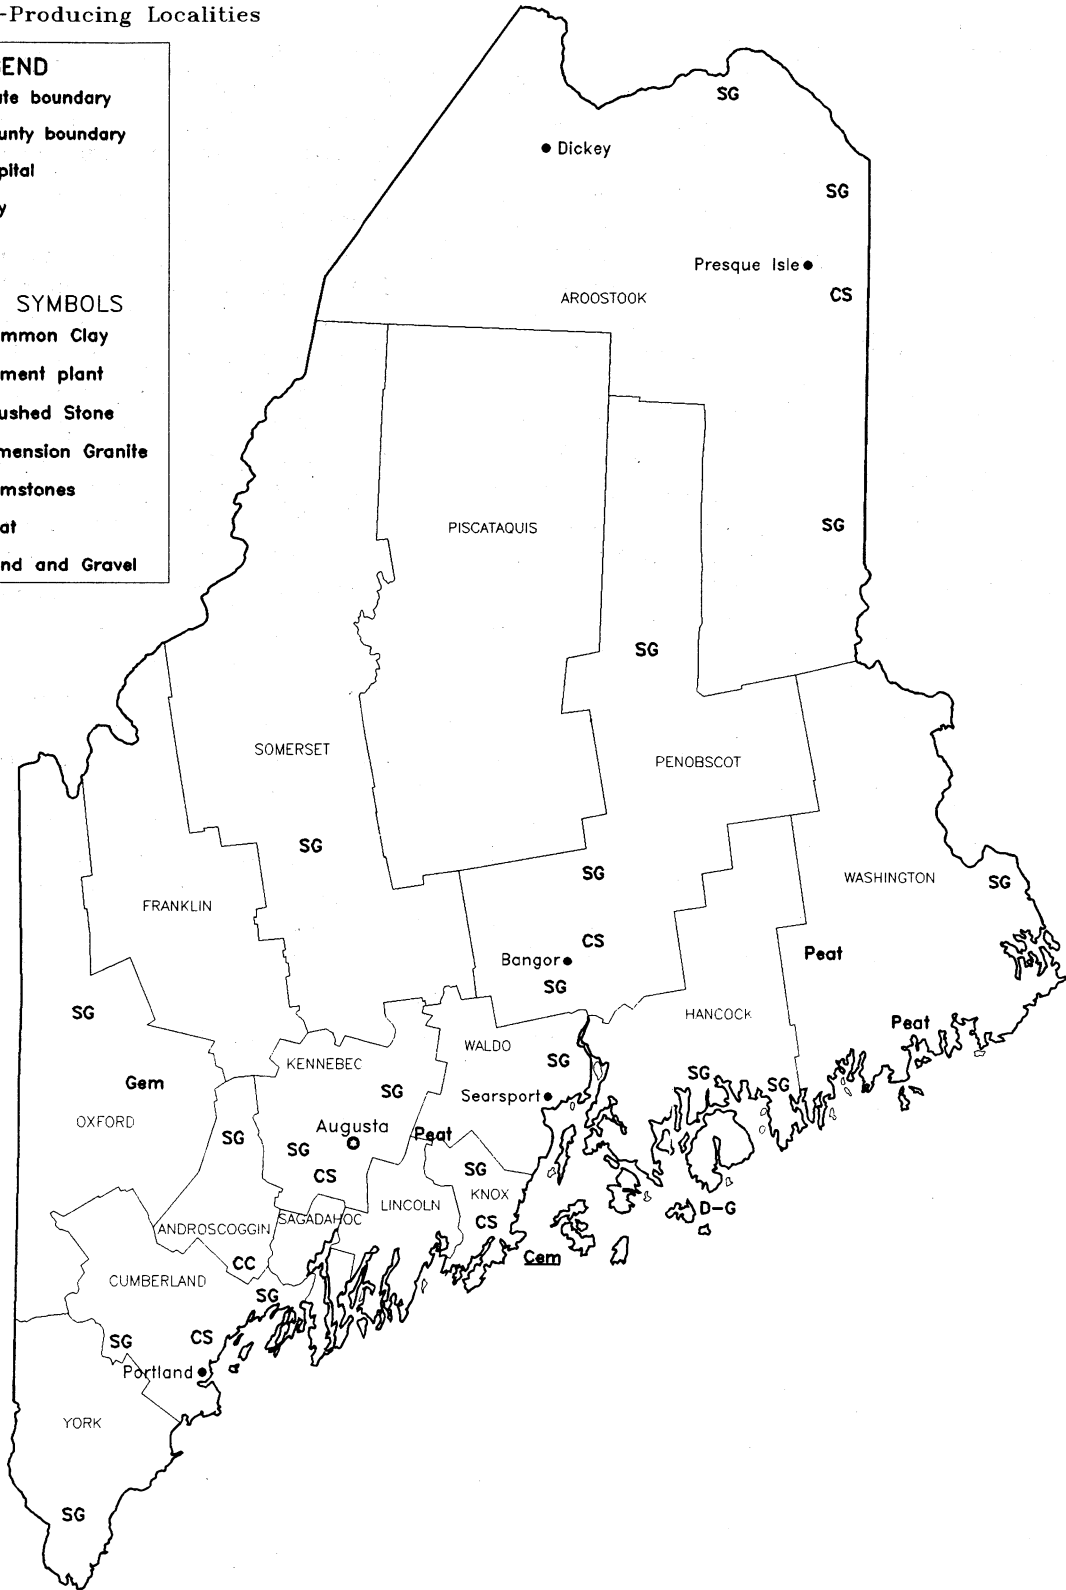 -Producing Localities
END
te boundary
unty boundary
pital
y
SYMBOLS
mmon Clay
ment plant
ushed Stone
mension Granite
mstones
at
nd and Gravel
SG
Dickey
SG
Presque Isle
CS
AROOSTOOK
PISCATAQUIS
SG
SG
SOMERSET
PENOBSCOT
SG
SG
WASHINGTON
SG
FRANKLIN
CS
Peat
Bangor
SG
SG
HANCOCK
Peat
WALDO
KENNEBEC
SG
SG
SG
Gem
SG
Searsport
OXFORD
Augusta
SG
Peat
SG
CS
SG
KNOX
LINCOLN
D-G
SAGADAHOC
CS
ANDROSCOGGIN
Cem
CC
CUMBERLAND
SG
SG
CS
Portland
YORK
SG